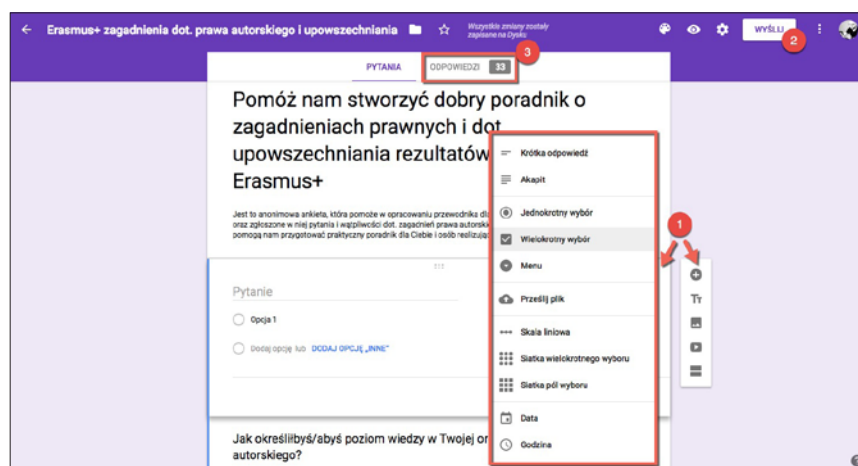 Erasmus+ zagadnienia dot. prawa autorskiego i upowszechniania
Wszystkie zmiany zostały
zapisane na Dysku
WYŚLIJ
2
3
PYTANIA
ODPOWIEDZI 33
Pomóż nam stworzyć dobry poradnik o
zagadnieniach prawnych i dot.
upowszechniania rezultatów
Erasmus+
Jest to anonimowa ankieta, która pomoże w opracowaniu przewodnika dla
oraz zgłoszone w niej pytania i wątpliwości dot. zagadnień prawa
pomogą nam przygotować praktyczny poradnik dla Ciebie i osób
Pytanie
Opcja 1
Dodaj opcję lub DODAJ OPCJĘ „INNE"
Krótka odpowiedź
Akapit
Jednokrotny wybór
Wielokrotny wybór
Menu
Prześlij plik
Skala liniowa
Siatka wielokrotnego wyboru
Siatka pól wyboru
Data
Godzina
1
Tт
Jak określiłbyś/abyś poziom wiedzy w Twojej
autorskiego?